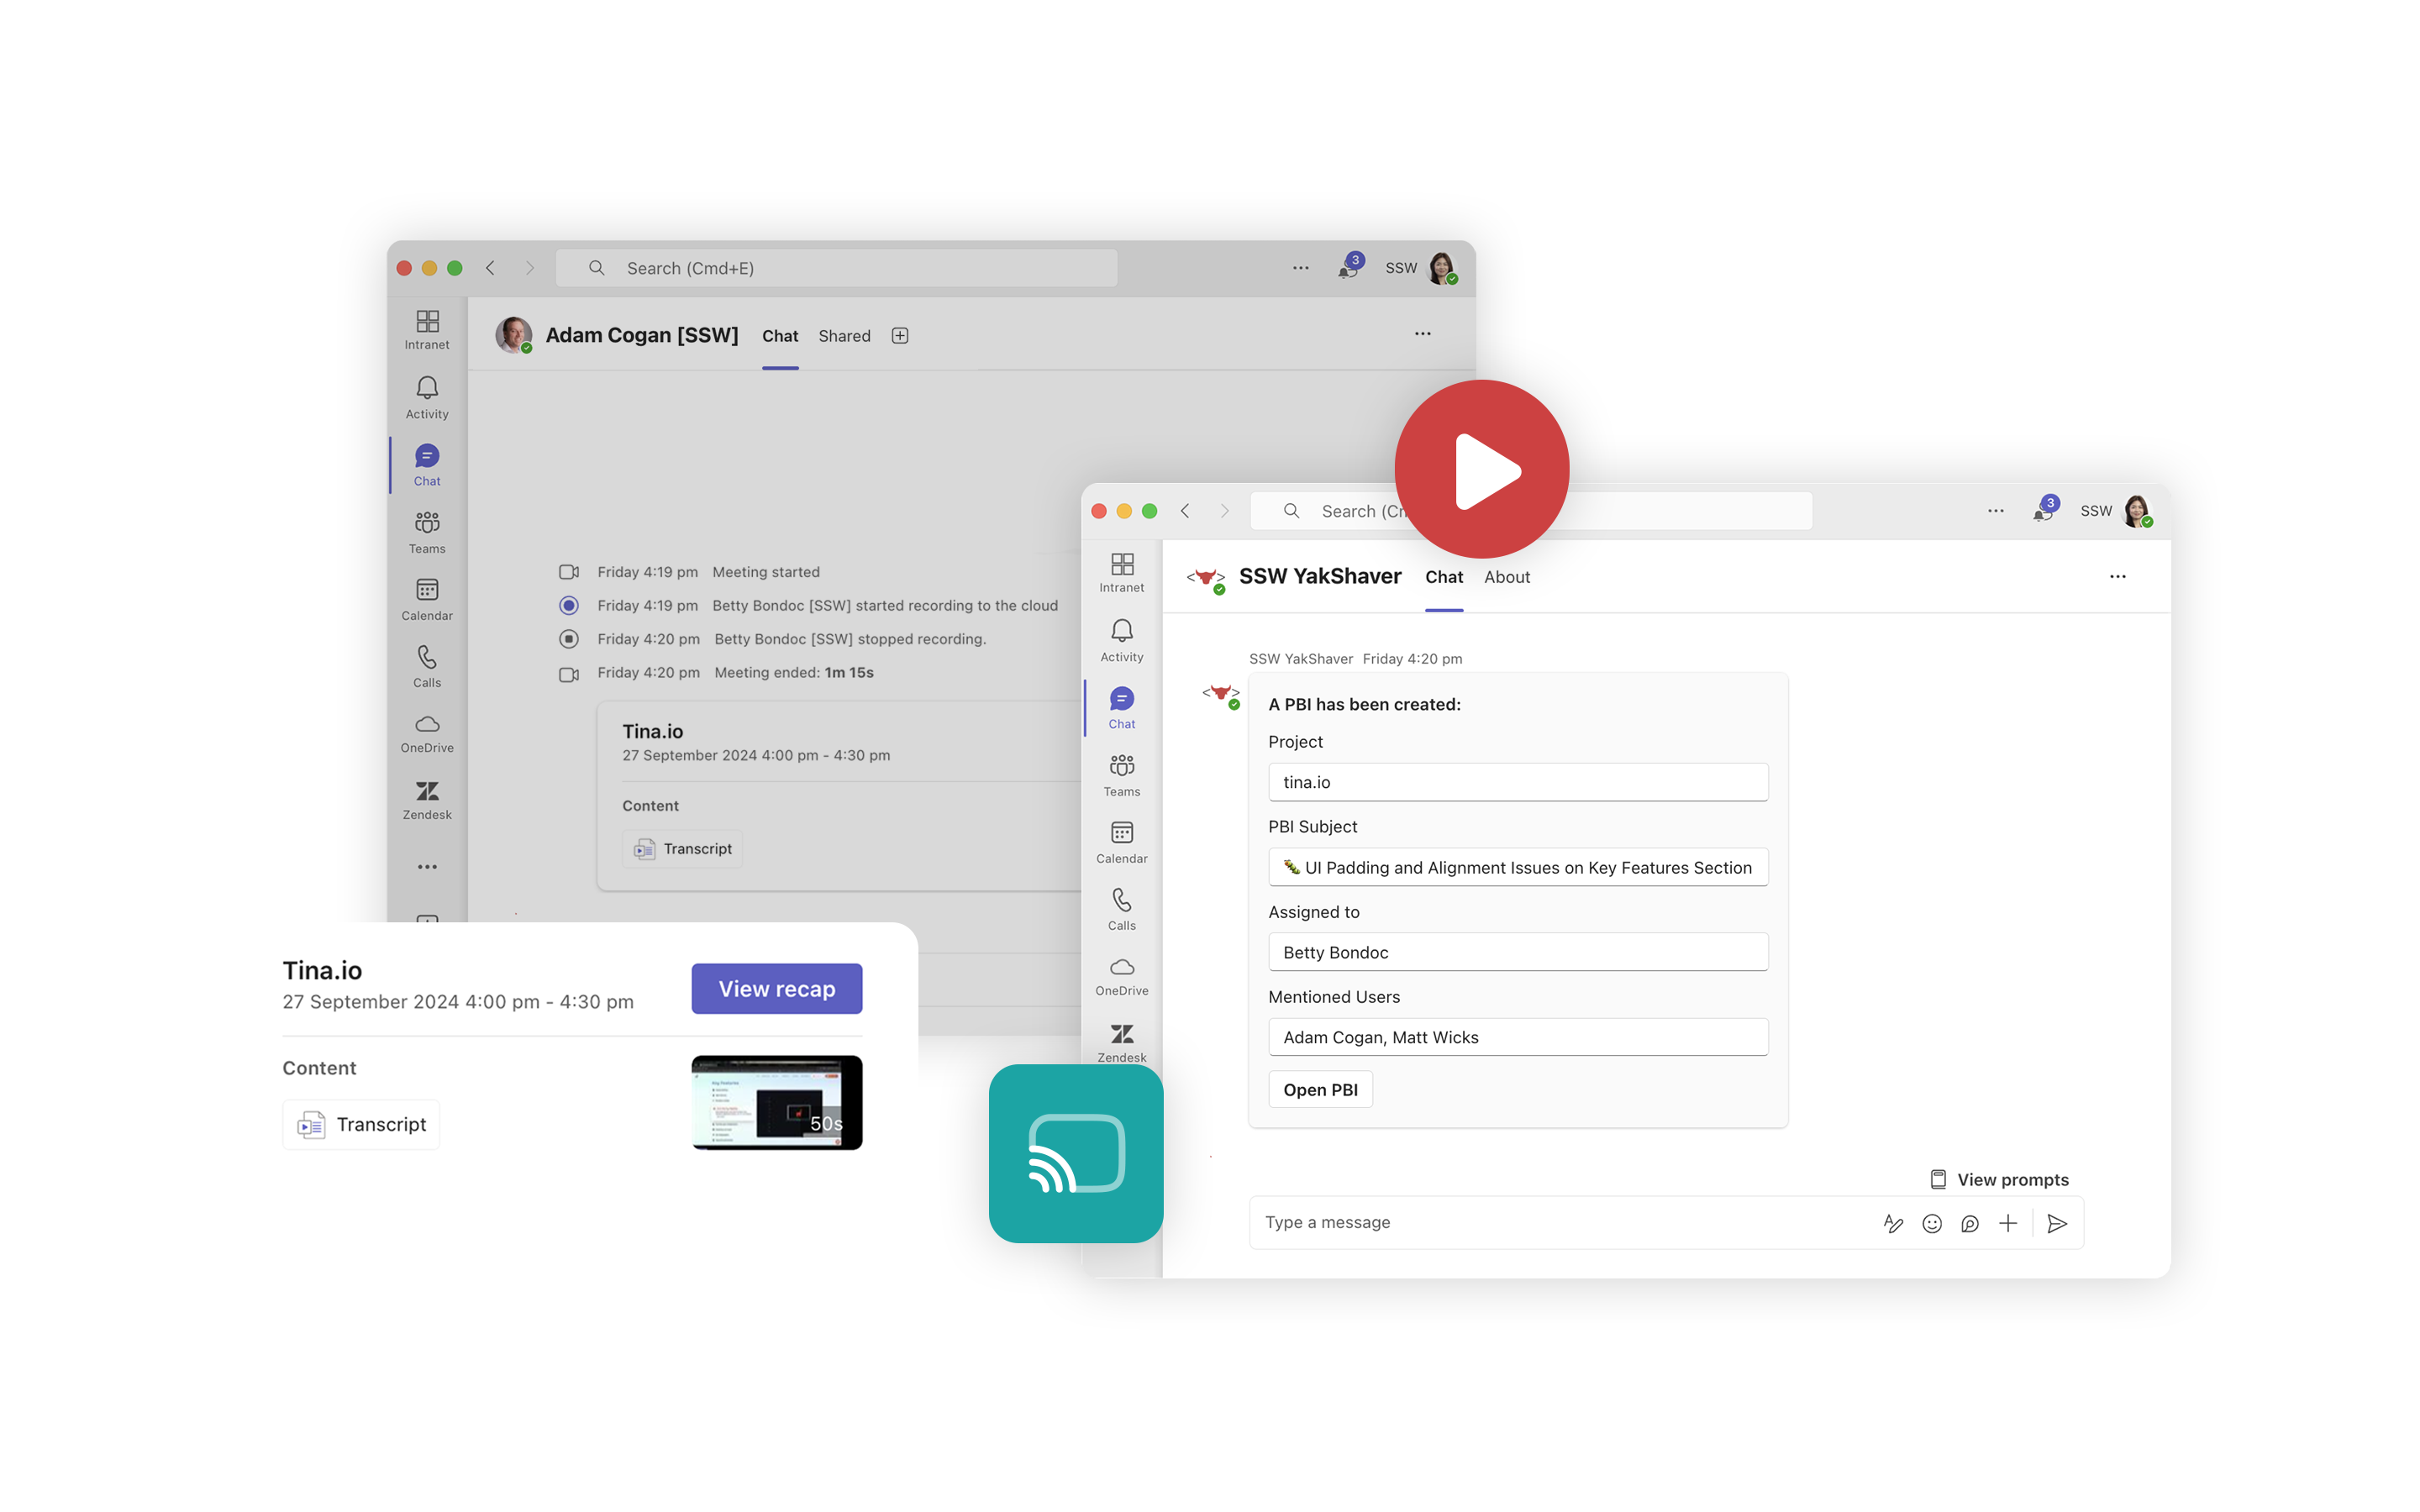 Search (Cmd+E)
3
SSW
Intranet
Activity
Chat
Teams
Calendar
Calls
OneDrive
Zendesk
Adam Cogan [SSW]
Chat
Shared
Friday 4:19 pm Meeting started
Friday 4:19 pm Betty Bondoc [SSW] started recording to the cloud
Friday 4:20 pm Betty Bondoc [SSW] stopped recording.
Friday 4:20 pm Meeting ended: 1m 15s
Tina.io
27 September 2024 4:00 pm - 4:30 pm
Content
Transcript
Tina.io
27 September 2024 4:00 pm - 4:30 pm
View recap
Content
Transcript
50s
Search (Cm
3
SSW
Intranet
Activity
Chat
Teams
Calendar
Calls
OneDrive
Zendesk
SSW YakShaver
Chat
About
SSW YakShaver Friday 4:20 pm
A PBI has been created:
Project
tina.io
PBI Subject
🐛 UI Padding and Alignment Issues on Key Features Section
Assigned to
Betty Bondoc
Mentioned Users
Adam Cogan, Matt Wicks
Open PBI
View prompts
Type a message